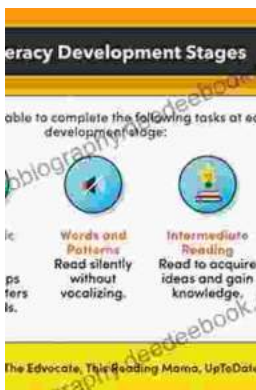 eracy Development Stages
able to complete the following tasks at ea
development stage:
ic
Words and
Patterns
Read silently
without
vocalizing.
Intermediate
Reading
Read to acquire
ideas and gain
knowledge.
ps
ters
ls.
The Edvocate, This Reading Mama, UpToDate